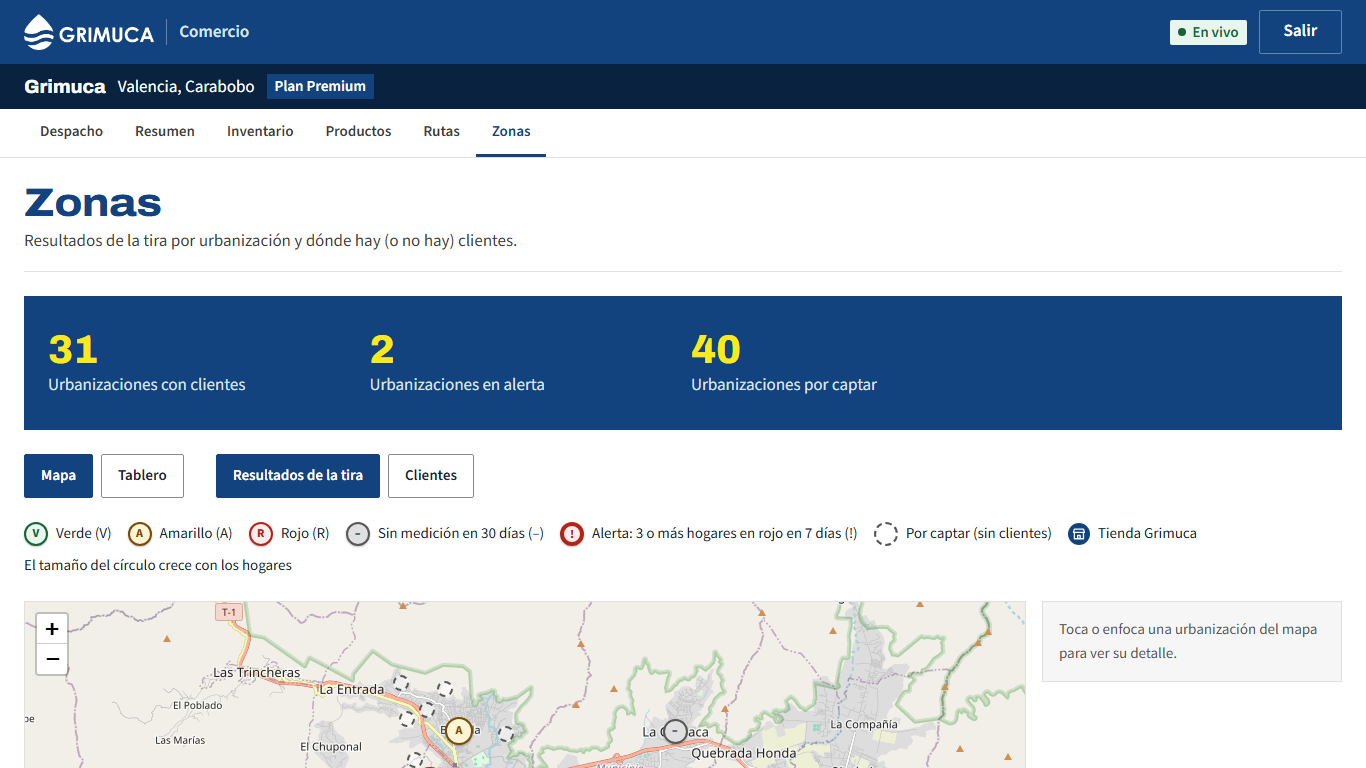 GRIMUCA Comercio En vivo Salir
Grimuca Valencia, Carabobo Plan Premium
Despacho Resumen Inventario Productos Rutas Zonas
Zonas
Resultados de la tira por urbanización y dónde hay (o no hay) clientes.
31 2 40
Urbanizaciones con clientes Urbanizaciones en alerta Urbanizaciones por captar
Mapa Tablero Resultados de la tira Clientes
V Verde (V) A Amarillo (A) R Rojo (R) – Sin medición en 30 días (–) ! Alerta: 3 o más hogares en rojo en 7 días (!) Por captar (sin clientes) Tienda Grimuca
El tamaño del círculo crece con los hogares
T-1
+
−
Toca o enfoca una urbanización del mapa
para ver su detalle.
Las Trincheras
La Entrada
El Poblado
La Compañía
A
–
Las Marías
El Chuponal
Quebrada Honda